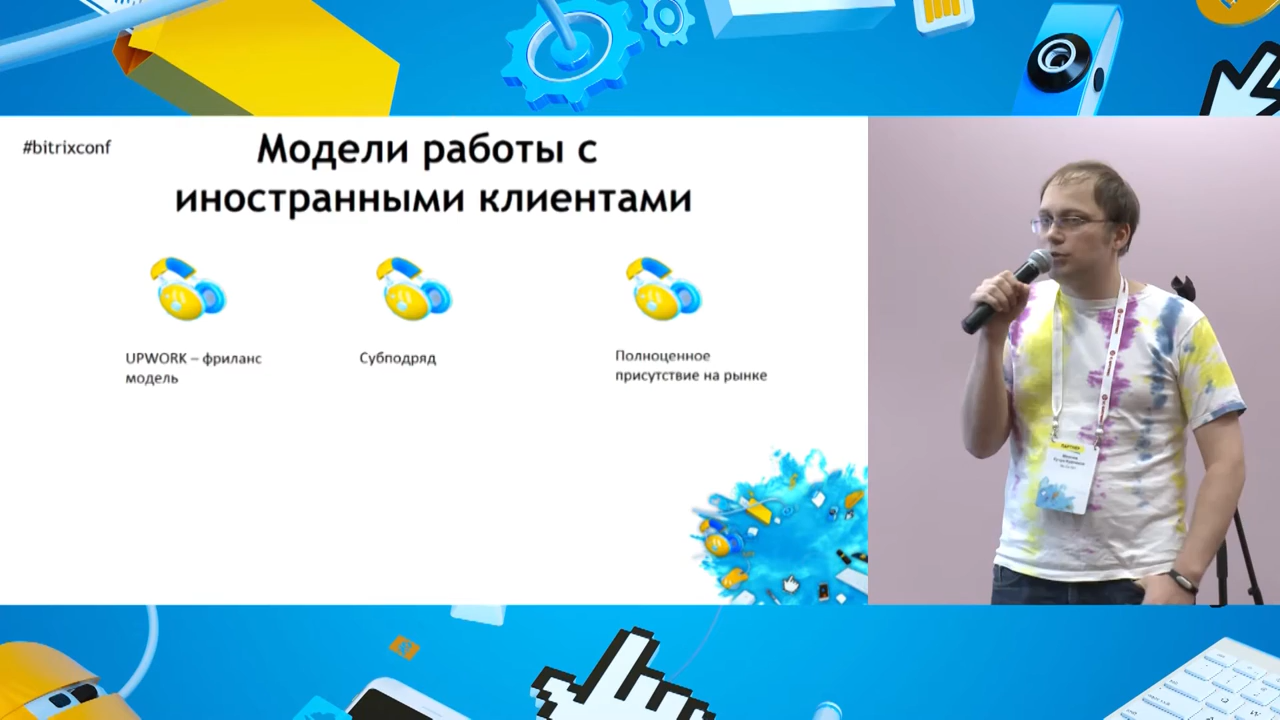 #bitrixconf
Модели работы с
иностранными клиентами
UPWORK – фриланс
модель
Субподряд
Полноценное
присутствие на рынке